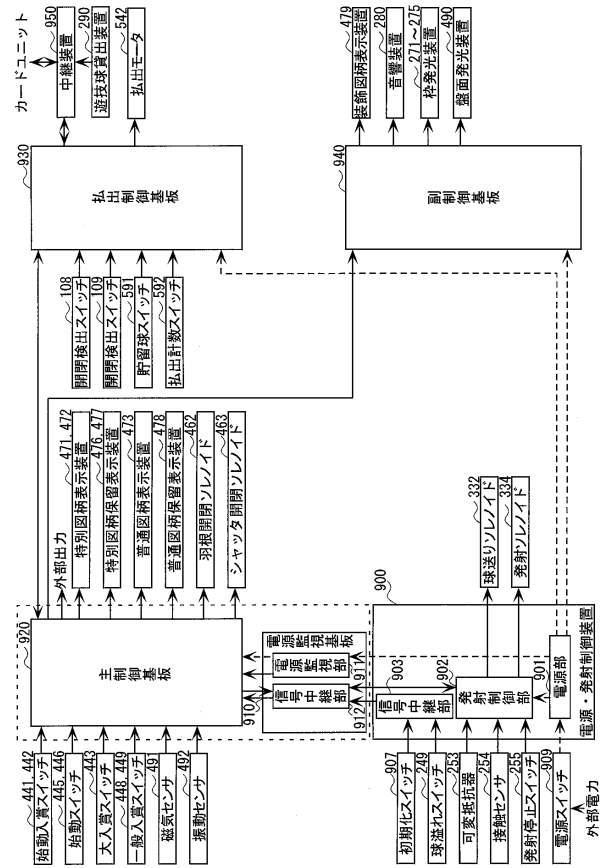 カードユニット
950
中継装置
290
遊技球貸出装置
542
払出モータ
479
装飾図柄表示装置
280
音響装置
271~275
枠発光装置
490
盤面発光装置
930
払出制御基板
940
副制御基板
108
開閉検出スイッチ
109
開閉検出スイッチ
591
貯留球スイッチ
592
払出計数スイッチ
外部出力
471, 472
特別図柄表示装置
476, 477
特別図柄保留表示装置
473
普通図柄表示装置
478
普通図柄保留表示装置
462
羽根開閉ソレノイド
463
シャッタ開閉ソレノイド
332
球送りソレノイド
334
発射ソレノイド
920
主制御基板
910
電源監視基板
電源監視部
911
信号中継部
912
900
電源・発射制御装置
903
信号中継部
902
発射制御部
901
電源部
441, 442
始動入賞スイッチ
445, 446
始動スイッチ
443
大入賞スイッチ
448, 449
一般入賞スイッチ
491
磁気センサ
492
振動センサ
907
初期化スイッチ
249
球溢れスイッチ
253
可変抵抗器
254
接触センサ
255
発射停止スイッチ
909
電源スイッチ
外部電力